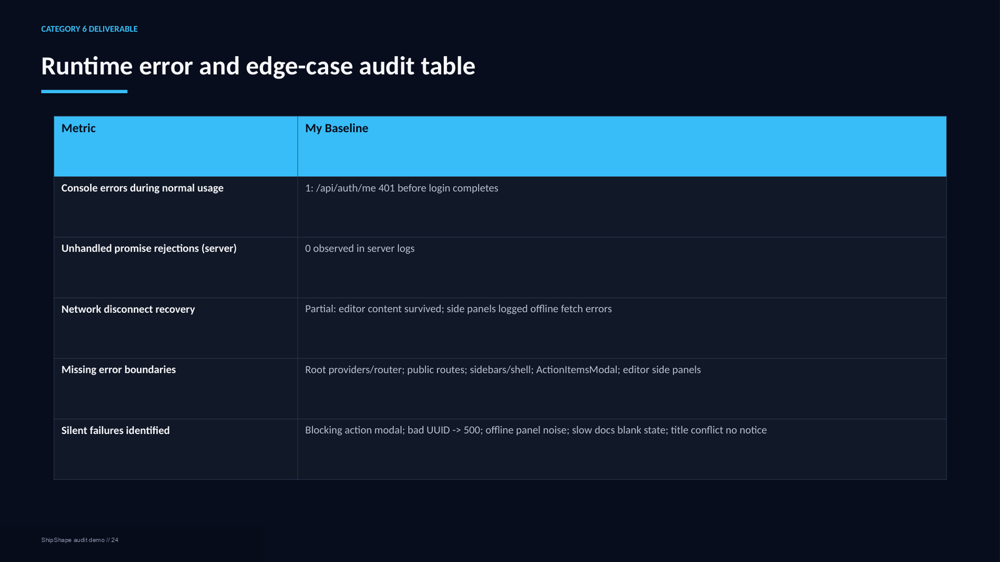 CATEGORY 6 DELIVERABLE
Runtime error and edge-case audit table
Metric
My Baseline
Console errors during normal usage
1: /api/auth/me 401 before login completes
Unhandled promise rejections (server)
0 observed in server logs
Network disconnect recovery
Partial: editor content survived; side panels logged offline fetch errors
Missing error boundaries
Root providers/router; public routes; sidebars/shell; ActionItemsModal; editor side panels
Silent failures identified
Blocking action modal; bad UUID -> 500; offline panel noise; slow docs blank state; title conflict no notice
ShipShape audit demo // 24